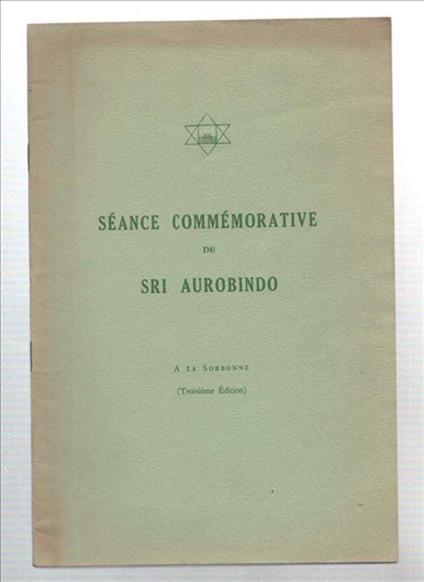 SÉANCE COMMÉMORATIVE
DE
SRI AUROBINDO
A LA SORBONNE
(Troisième Édition)